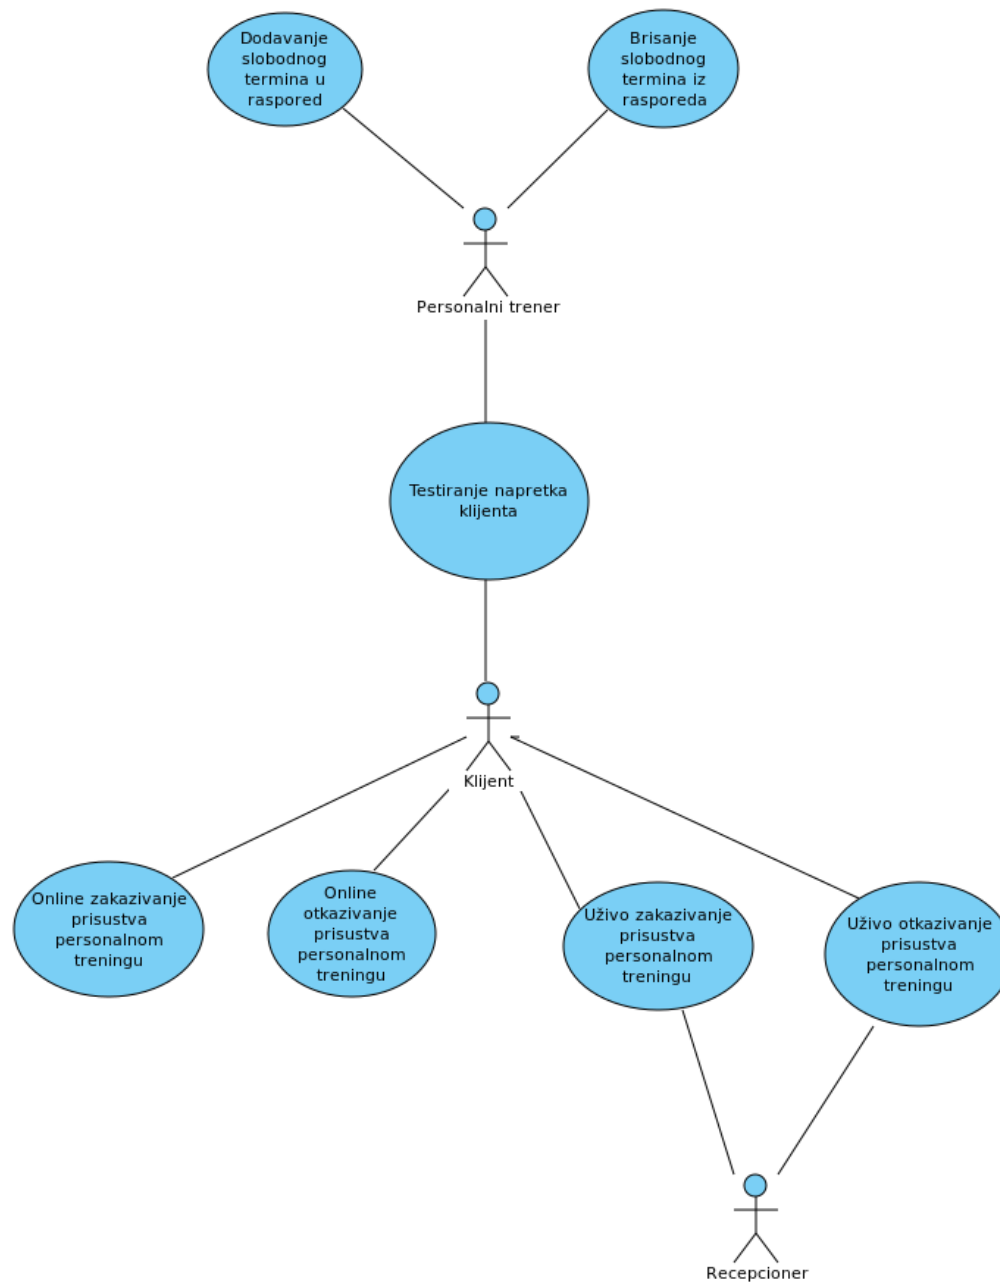 Dodavanje
slobodnog
termina u
raspored
Brisanje
slobodnog
termina iz
rasporeda
Personalni trener
Testiranje napretka
klijenta
Klijent
Online zakazivanje
prisustva
personalnom
treningu
Online
otkazivanje
prisustva
personalnom
treningu
Uživo zakazivanje
prisustva
personalnom
treningu
Uživo otkazivanje
prisustva
personalnom
treningu
Recepcioner